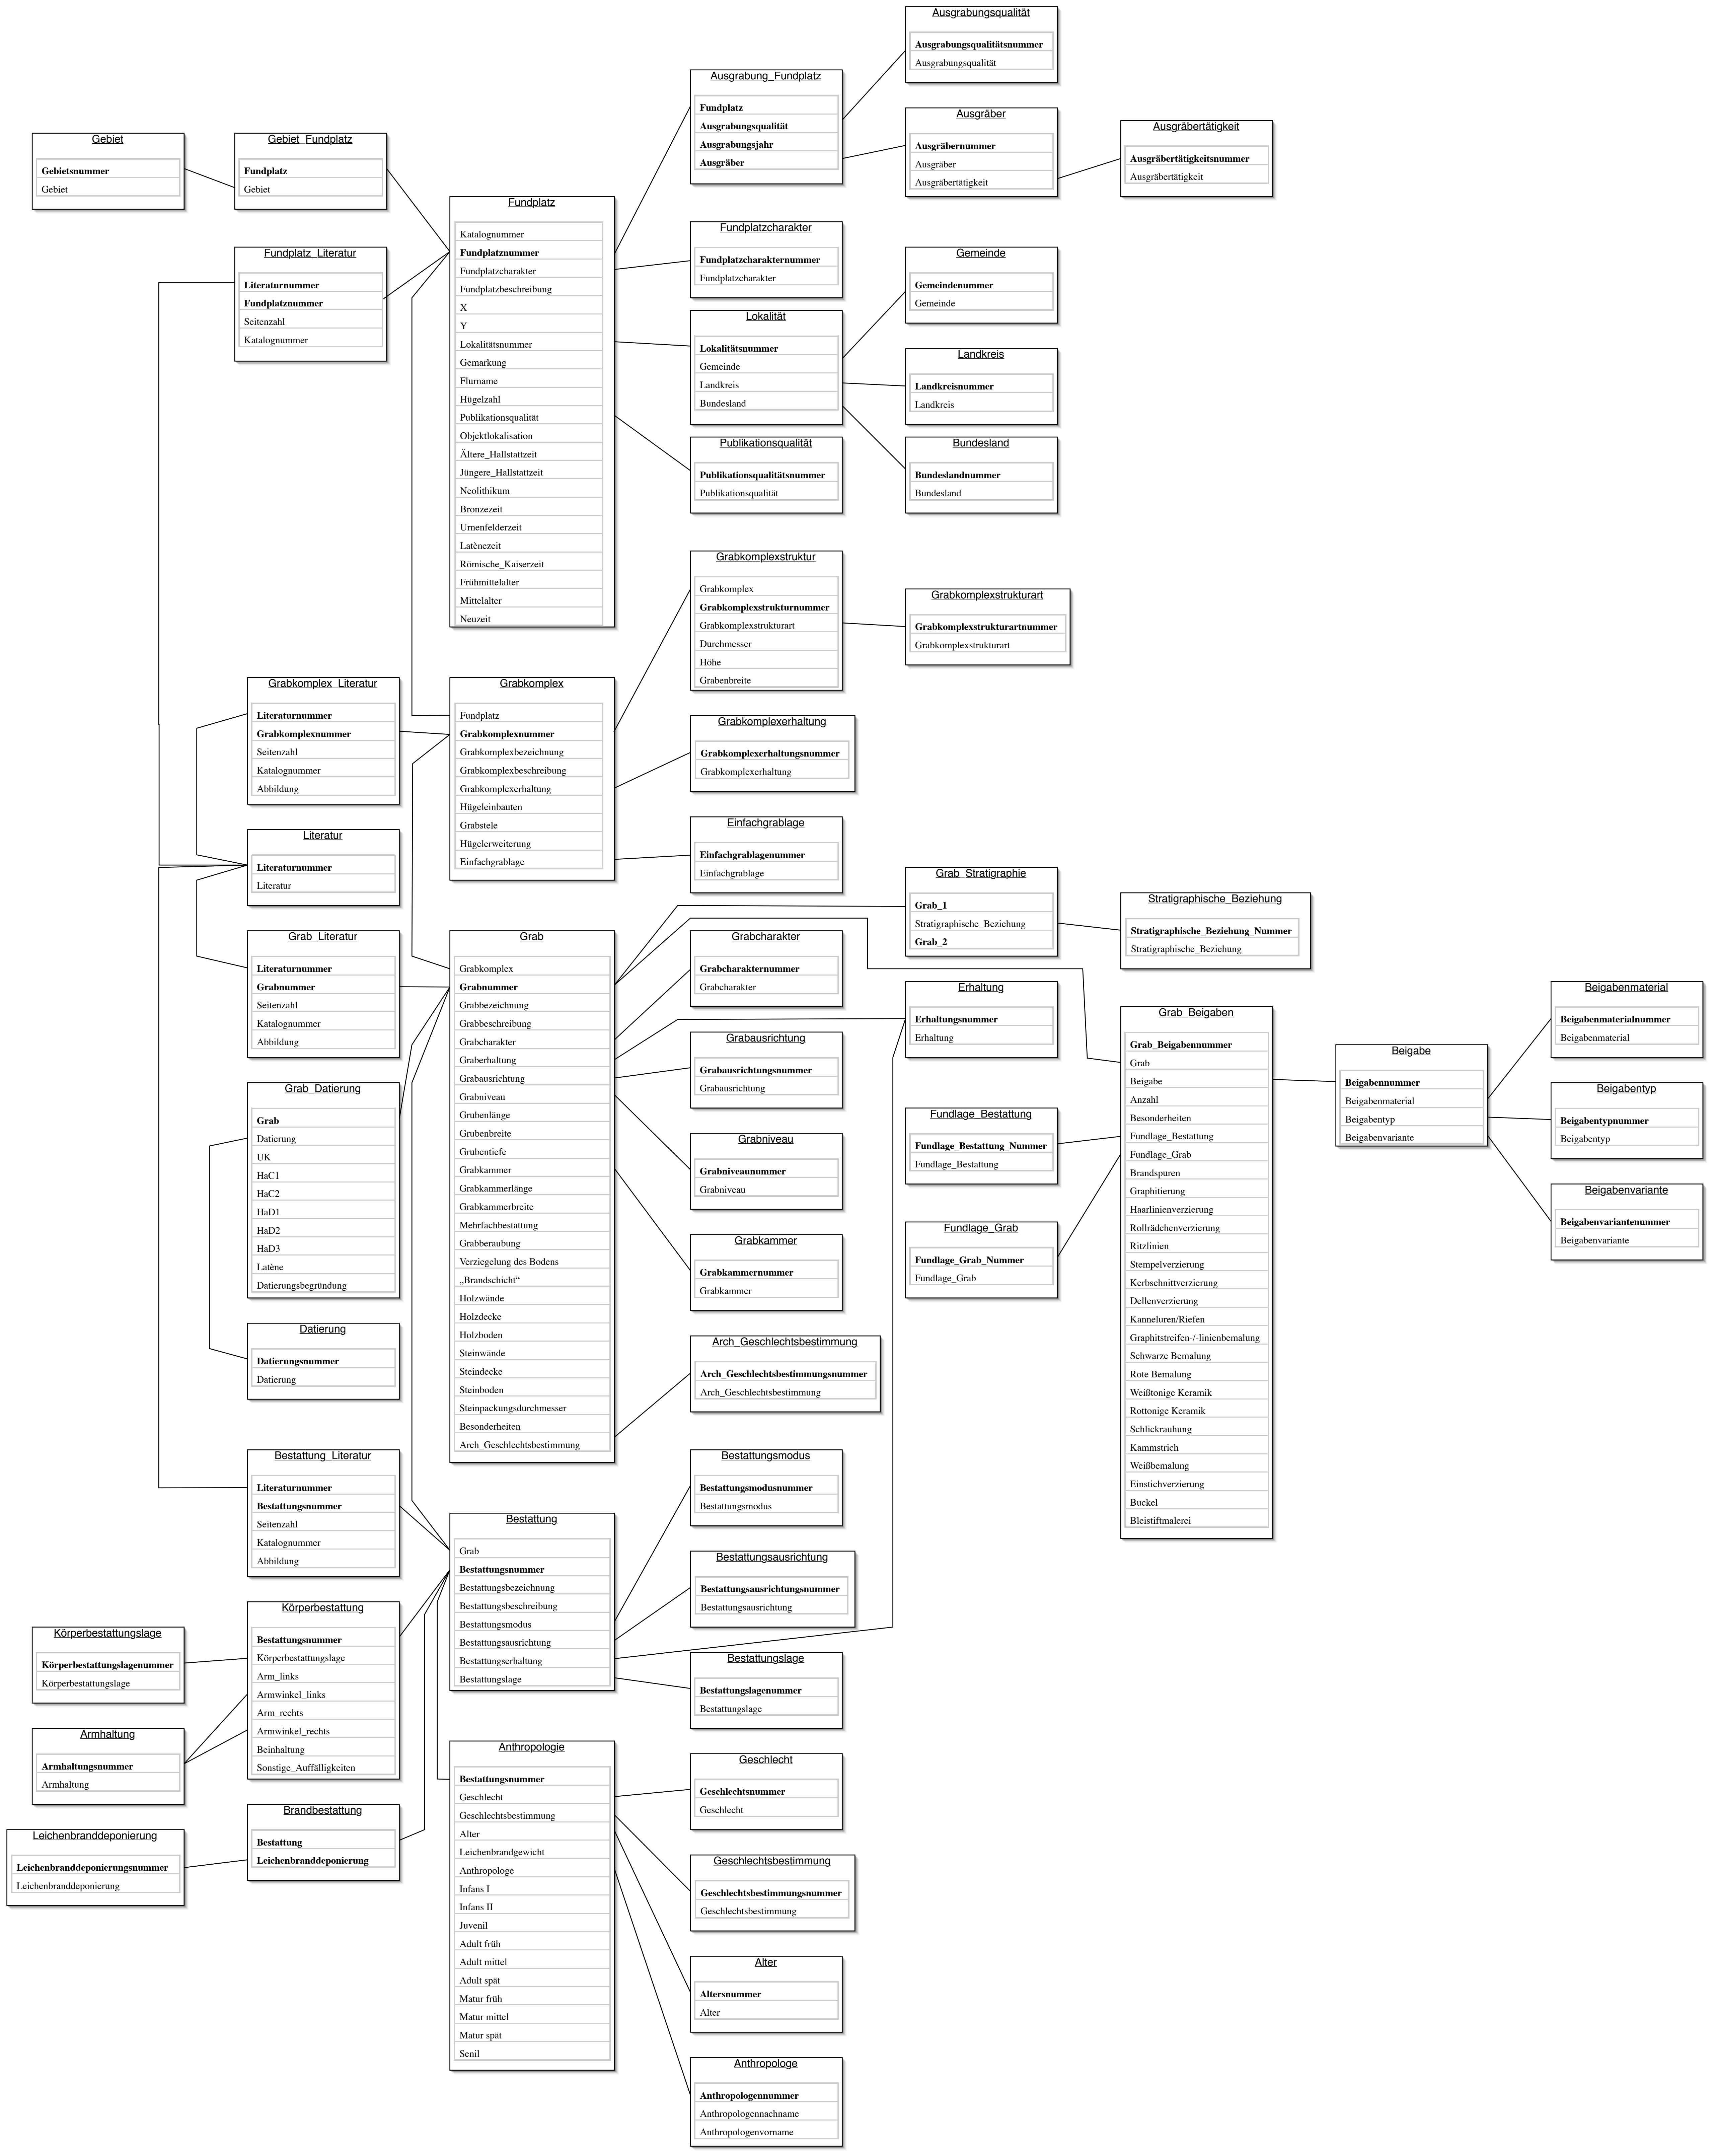 Ausgrabungsqualität
Ausgrabungsqualitätsnummer
Ausgrabungsqualität
Ausgrabung_Fundplatz
Fundplatz
Ausgrabungsqualität
Ausgrabungsjahr
Ausgräber
Ausgräber
Ausgräbernummer
Ausgräber
Ausgräbertätigkeit
Ausgräbertätigkeit
Ausgräbertätigkeitsnummer
Ausgräbertätigkeit
Gebiet
Gebietsnummer
Gebiet
Gebiet_Fundplatz
Fundplatz
Gebiet
Fundplatz_Literatur
Literaturnummer
Fundplatznummer
Seitenzahl
Katalognummer
Fundplatz
Katalognummer
Fundplatznummer
Fundplatzcharakter
Fundplatzbeschreibung
X
Y
Lokalitätsnummer
Gemarkung
Flurname
Hügelzahl
Publikationsqualität
Objektlokalisation
Ältere_Hallstattzeit
Jüngere_Hallstattzeit
Neolithikum
Bronzezeit
Urnenfelderzeit
Latènezeit
Römische_Kaiserzeit
Frühmittelalter
Mittelalter
Neuzeit
Fundplatzcharakter
Fundplatzcharakternummer
Fundplatzcharakter
Lokalität
Lokalitätsnummer
Gemeinde
Landkreis
Bundesland
Publikationsqualität
Publikationsqualitätsnummer
Publikationsqualität
Gemeinde
Gemeindenummer
Gemeinde
Landkreis
Landkreisnummer
Landkreis
Bundesland
Bundeslandnummer
Bundesland
Grabkomplexstruktur
Grabkomplex
Grabkomplexstrukturnummer
Grabkomplexstrukturart
Durchmesser
Höhe
Grabenbreite
Grabkomplexstrukturart
Grabkomplexstrukturartnummer
Grabkomplexstrukturart
Grabkomplex_Literatur
Literaturnummer
Grabkomplexnummer
Seitenzahl
Katalognummer
Abbildung
Grabkomplex
Fundplatz
Grabkomplexnummer
Grabkomplexbezeichnung
Grabkomplexbeschreibung
Grabkomplexerhaltung
Hügeleinbauten
Grabstele
Hügelerweiterung
Einfachgrablage
Grabkomplexerhaltung
Grabkomplexerhaltungsnummer
Grabkomplexerhaltung
Einfachgrablage
Einfachgrablagenummer
Einfachgrablage
Literatur
Literaturnummer
Literatur
Grab_Literatur
Literaturnummer
Grabnummer
Seitenzahl
Katalognummer
Abbildung
Grab_Datierung
Grab
Datierung
UK
HaC1
HaC2
HaD1
HaD2
HaD3
Latène
Datierungsbegründung
Datierung
Datierungsnummer
Datierung
Grab
Grabkomplex
Grabnummer
Grabbezeichnung
Grabbeschreibung
Grabcharakter
Graberhaltung
Grabausrichtung
Grabniveau
Grubenlänge
Grubenbreite
Grubentiefe
Grabkammer
Grabkammerlänge
Grabkammerbreite
Mehrfachbestattung
Grabberaubung
Verziegelung des Bodens
„Brandschicht“
Holzwände
Holzdecke
Holzboden
Steinwände
Steindecke
Steinboden
Steinpackungsdurchmesser
Besonderheiten
Arch_Geschlechtsbestimmung
Grabcharakter
Grabcharakternummer
Grabcharakter
Grabausrichtung
Grabausrichtungsnummer
Grabausrichtung
Grabniveau
Grabniveaunummer
Grabniveau
Grabkammer
Grabkammernummer
Grabkammer
Arch_Geschlechtsbestimmung
Arch_Geschlechtsbestimmungsnummer
Arch_Geschlechtsbestimmung
Grab_Stratigraphie
Grab_1
Stratigraphische_Beziehung
Grab_2
Stratigraphische_Beziehung
Stratigraphische_Beziehung_Nummer
Stratigraphische_Beziehung
Erhaltung
Erhaltungsnummer
Erhaltung
Fundlage_Bestattung
Fundlage_Bestattung_Nummer
Fundlage_Bestattung
Fundlage_Grab
Fundlage_Grab_Nummer
Fundlage_Grab
Grab_Beigaben
Grab_Beigabennummer
Grab
Beigabe
Anzahl
Besonderheiten
Fundlage_Bestattung
Fundlage_Grab
Brandspuren
Graphitierung
Haarlinienverzierung
Rollrädchenverzierung
Ritzlinien
Stempelverzierung
Kerbschnittverzierung
Dellenverzierung
Kanneluren/Riefen
Graphitstreifen-/-linienbemalung
Schwarze Bemalung
Rote Bemalung
Weißtonige Keramik
Rottonige Keramik
Schlickrauhung
Kammstrich
Weißbemalung
Einstichverzierung
Buckel
Bleistiftmalerei
Beigabe
Beigabennummer
Beigabenmaterial
Beigabentyp
Beigabenvariante
Beigabenmaterial
Beigabenmaterialnummer
Beigabenmaterial
Beigabentyp
Beigabentypnummer
Beigabentyp
Beigabenvariante
Beigabenvariantenummer
Beigabenvariante
Bestattung_Literatur
Literaturnummer
Bestattungsnummer
Seitenzahl
Katalognummer
Abbildung
Bestattung
Grab
Bestattungsnummer
Bestattungsbezeichnung
Bestattungsbeschreibung
Bestattungsmodus
Bestattungsausrichtung
Bestattungserhaltung
Bestattungslage
Bestattungsmodus
Bestattungsmodusnummer
Bestattungsmodus
Bestattungsausrichtung
Bestattungsausrichtungsnummer
Bestattungsausrichtung
Bestattungslage
Bestattungslagenummer
Bestattungslage
Körperbestattungslage
Körperbestattungslagenummer
Körperbestattungslage
Körperbestattung
Bestattungsnummer
Körperbestattungslage
Arm_links
Armwinkel_links
Arm_rechts
Armwinkel_rechts
Beinhaltung
Sonstige_Auffälligkeiten
Armhaltung
Armhaltungsnummer
Armhaltung
Brandbestattung
Bestattung
Leichenbranddeponierung
Leichenbranddeponierung
Leichenbranddeponierungsnummer
Leichenbranddeponierung
Anthropologie
Bestattungsnummer
Geschlecht
Geschlechtsbestimmung
Alter
Leichenbrandgewicht
Anthropologe
Infans I
Infans II
Juvenil
Adult früh
Adult mittel
Adult spät
Matur früh
Matur mittel
Matur spät
Senil
Geschlecht
Geschlechtsnummer
Geschlecht
Geschlechtsbestimmung
Geschlechtsbestimmungsnummer
Geschlechtsbestimmung
Alter
Altersnummer
Alter
Anthropologe
Anthropologennummer
Anthropologennachname
Anthropologenvorname